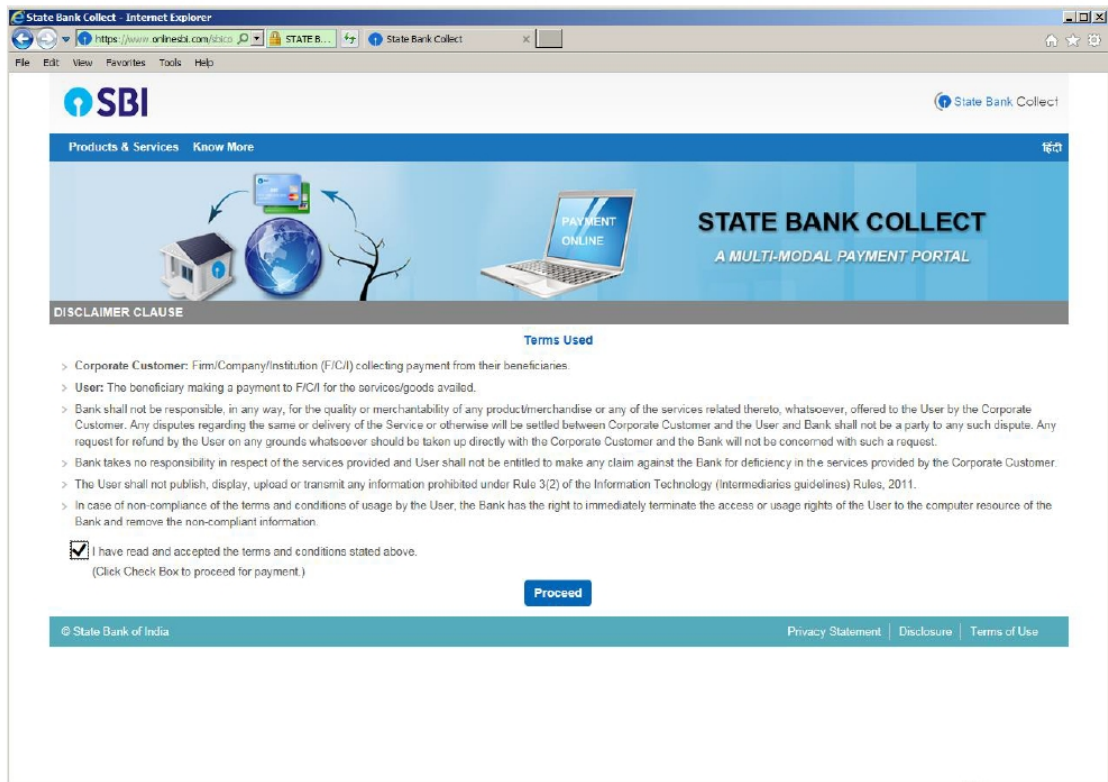 State Bank Collect - Internet Explorer
https://www.onlinesbi.com/sbico STATE B... State Bank Collect
File Edit View Favorites Tools Help
SBI
State Bank Collect
Products & Services Know More हिंदी
PAYMENT
ONLINE
STATE BANK COLLECT
A MULTI-MODAL PAYMENT PORTAL
DISCLAIMER CLAUSE
Terms Used
> Corporate Customer: Firm/Company/Institution (F/C/I) collecting payment from their beneficiaries.
> User: The beneficiary making a payment to F/C/I for the services/goods availed.
> Bank shall not be responsible, in any way, for the quality or merchantability of any product/merchandise or any of the services related thereto, whatsoever, offered to the User by the Corporate
Customer. Any disputes regarding the same or delivery of the Service or otherwise will be settled between Corporate Customer and the User and Bank shall not be a party to any such dispute. Any
request for refund by the User on any grounds whatsoever should be taken up directly with the Corporate Customer and the Bank will not be concerned with such a request.
> Bank takes no responsibility in respect of the services provided and User shall not be entitled to make any claim against the Bank for deficiency in the services provided by the Corporate Customer.
> The User shall not publish, display, upload or transmit any information prohibited under Rule 3(2) of the Information Technology (Intermediaries guidelines) Rules, 2011.
> In case of non-compliance of the terms and conditions of usage by the User, the Bank has the right to immediately terminate the access or usage rights of the User to the computer resource of the
Bank and remove the non-compliant information.
I have read and accepted the terms and conditions stated above.
(Click Check Box to proceed for payment.)
Proceed
© State Bank of India Privacy Statement | Disclosure | Terms of Use